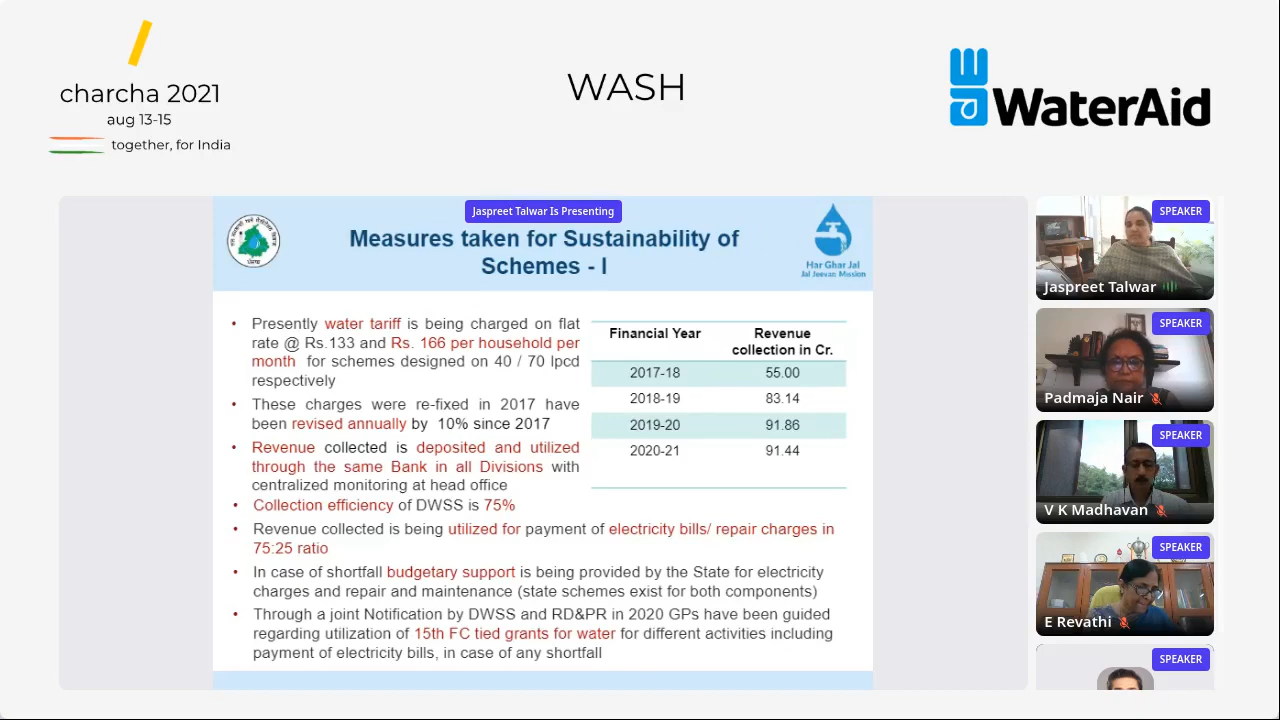 charcha 2021
aug 13-15
together, for India
WASH
WaterAid
Jaspreet Talwar Is Presenting
Measures taken for Sustainability of
Schemes - I
Har Ghar Jal
Jal Jeevan Mission
• Presently water tariff is being charged on flat
rate @ Rs.133 and Rs. 166 per household per
month for schemes designed on 40 / 70 lpcd
respectively
• These charges were re-fixed in 2017 have
been revised annually by 10% since 2017
• Revenue collected is deposited and utilized
through the same Bank in all Divisions with
centralized monitoring at head office
Financial Year Revenue
collection in Cr.
2017-18 55.00
2018-19 83.14
2019-20 91.86
2020-21 91.44
• Collection efficiency of DWSS is 75%
• Revenue collected is being utilized for payment of electricity bills/ repair charges in
75:25 ratio
• In case of shortfall budgetary support is being provided by the State for electricity
charges and repair and maintenance (state schemes exist for both components)
• Through a joint Notification by DWSS and RD&PR in 2020 GPs have been guided
regarding utilization of 15th FC tied grants for water for different activities including
payment of electricity bills, in case of any shortfall
SPEAKER
Jaspreet Talwar
SPEAKER
Padmaja Nair
SPEAKER
V K Madhavan
SPEAKER
E Revathi
SPEAKER